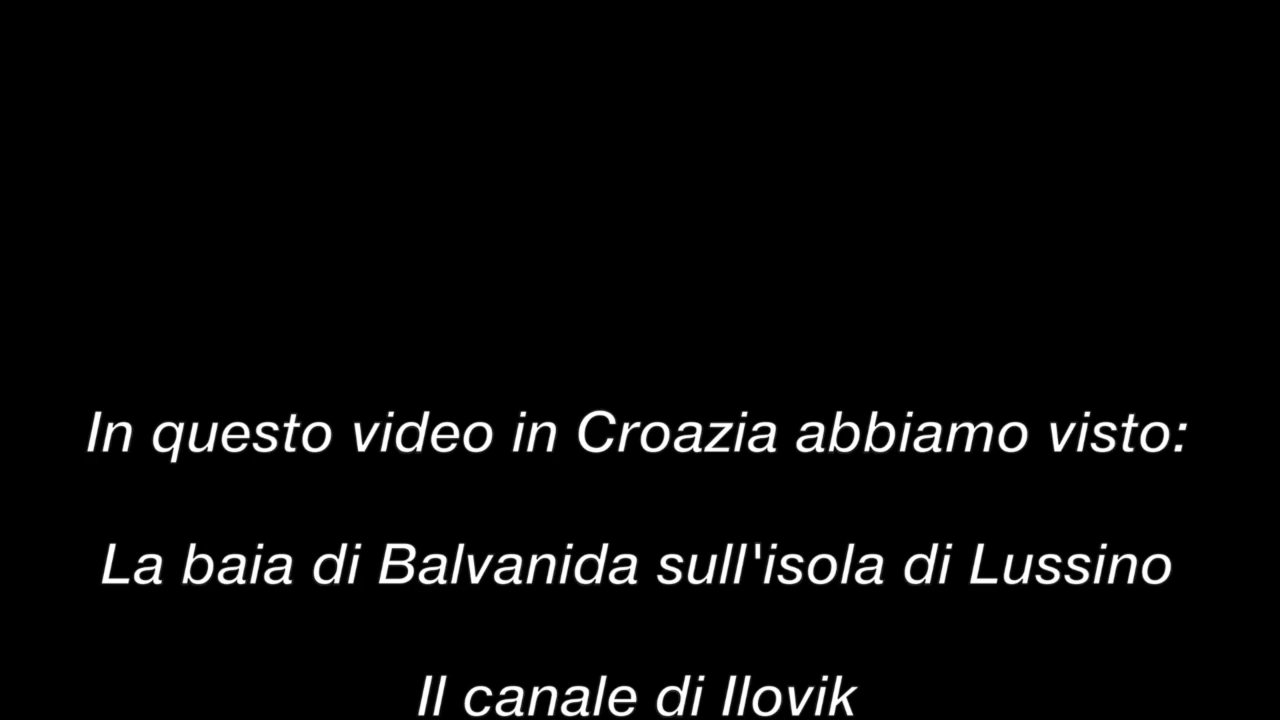 In questo video in Croazia abbiamo visto:
La baia di Balvanida sull'isola di Lussino
Il canale di Ilovik